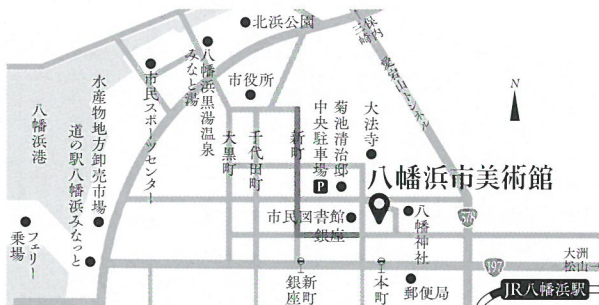 北浜公園
保内
三崎
愛宕山トンネル
八幡浜黒湯温泉
みなと湯
市役所
市民スポーツセンター
水産物地方卸売市場
道の駅八幡浜みなっと
八幡浜港
フェリー
乗場
大黒町
千代田町
新町
中央駐車場
P
菊池清治邸
大法寺
N
八幡浜市美術館
市民図書館
銀座
八幡神社
378
大洲
松山
197
新町
銀座
本町
郵便局
JR八幡浜駅